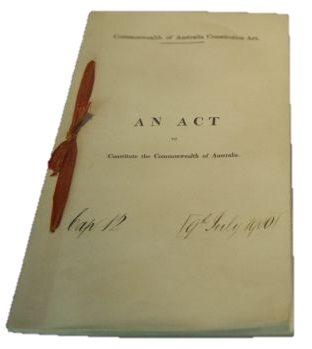 Commonwealth of Australia Constitution Act.
AN ACT
TO
Constitute the Commonwealth of Australia.
Cap 12 [9th July 1900]